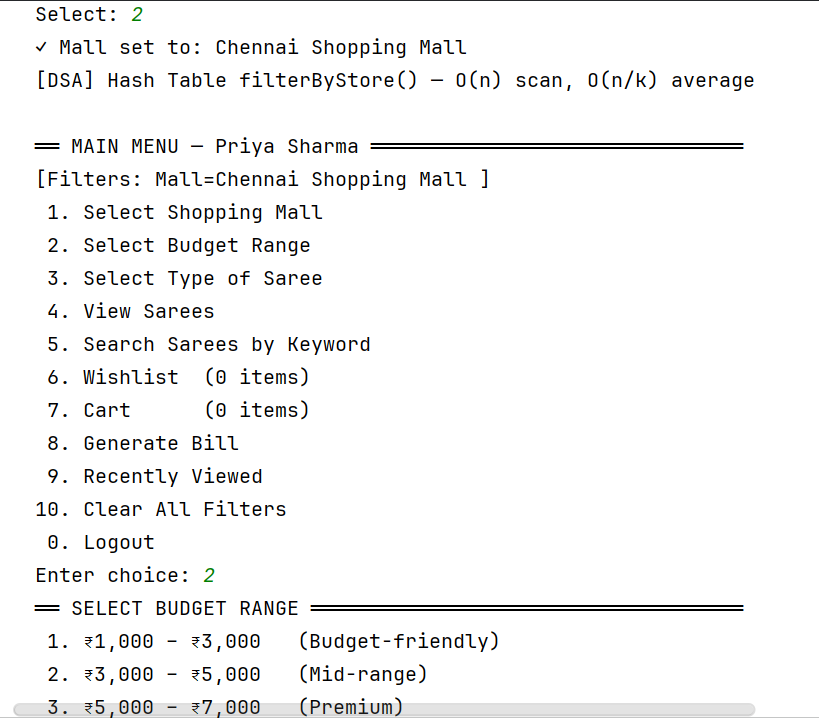 Select: 2
✓ Mall set to: Chennai Shopping Mall
[DSA] Hash Table filterByStore() — O(n) scan, O(n/k) average
══ MAIN MENU — Priya Sharma ═══════════════════════════════
[Filters: Mall=Chennai Shopping Mall ]
1. Select Shopping Mall
2. Select Budget Range
3. Select Type of Saree
4. View Sarees
5. Search Sarees by Keyword
6. Wishlist  (0 items)
7. Cart      (0 items)
8. Generate Bill
9. Recently Viewed
10. Clear All Filters
0. Logout
Enter choice: 2
══ SELECT BUDGET RANGE ════════════════════════════════════
1. ₹1,000 – ₹3,000   (Budget-friendly)
2. ₹3,000 – ₹5,000   (Mid-range)
3. ₹5,000 – ₹7,000   (Premium)